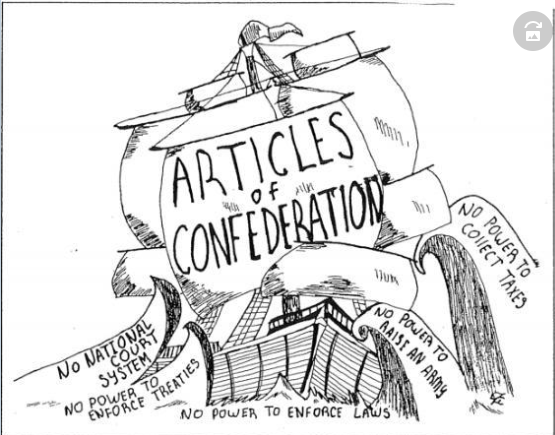 ARTICLES
of
CONFEDERATION
NO POWER TO
COLLECT TAXES
NO POWER TO
RAISE AN ARMY
NO NATIONAL
COURT
SYSTEM
NO POWER TO
ENFORCE TREATIES
NO POWER TO ENFORCE LAWS